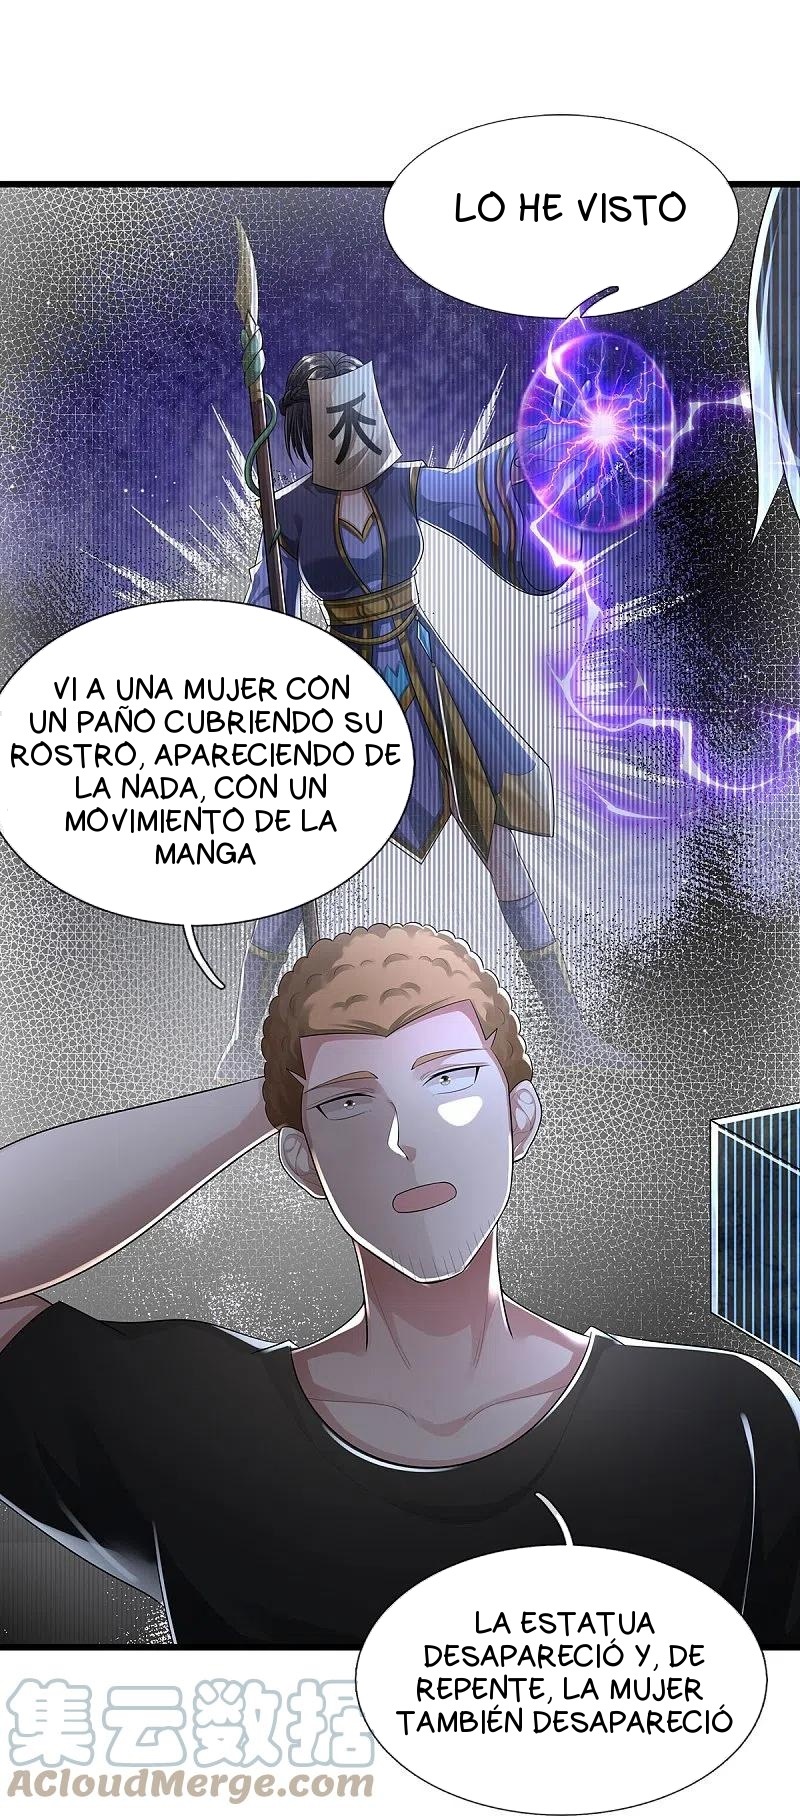 LO HE VISTO
天
VI A UNA MUJER CON
UN PAÑO CUBRIENDO SU
ROSTRO, APARECIENDO DE
LA NADA, CON UN
MOVIMIENTO DE LA
MANGA
LA ESTATUA
DESAPARECIÓ Y, DE
REPENTE, LA MUJER
TAMBIÉN DESAPARECIÓ
集云数据
ACloudMerge.com